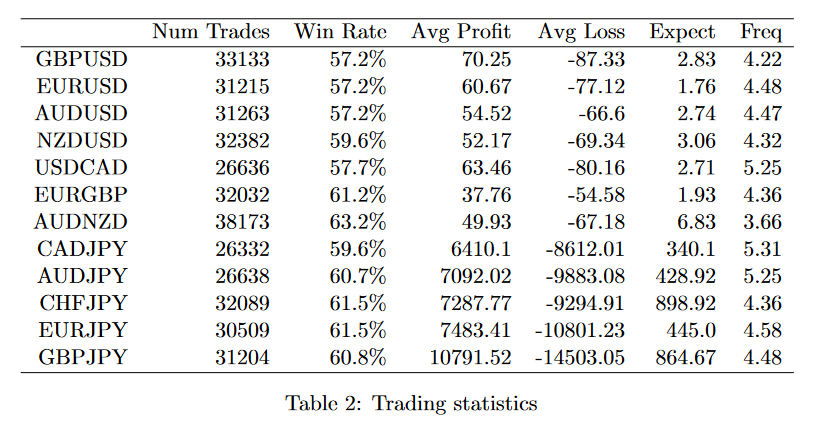 Num Trades Win Rate Avg Profit Avg Loss Expect Freq
GBPUSD 33133 57.2% 70.25 -87.33 2.83 4.22
EURUSD 31215 57.2% 60.67 -77.12 1.76 4.48
AUDUSD 31263 57.2% 54.52 -66.6 2.74 4.47
NZDUSD 32382 59.6% 52.17 -69.34 3.06 4.32
USDCAD 26636 57.7% 63.46 -80.16 2.71 5.25
EURGBP 32032 61.2% 37.76 -54.58 1.93 4.36
AUDNZD 38173 63.2% 49.93 -67.18 6.83 3.66
CADJPY 26332 59.6% 6410.1 -8612.01 340.1 5.31
AUDJPY 26638 60.7% 7092.02 -9883.08 428.92 5.25
CHFJPY 32089 61.5% 7287.77 -9294.91 898.92 4.36
EURJPY 30509 61.5% 7483.41 -10801.23 445.0 4.58
GBPJPY 31204 60.8% 10791.52 -14503.05 864.67 4.48
Table 2: Trading statistics